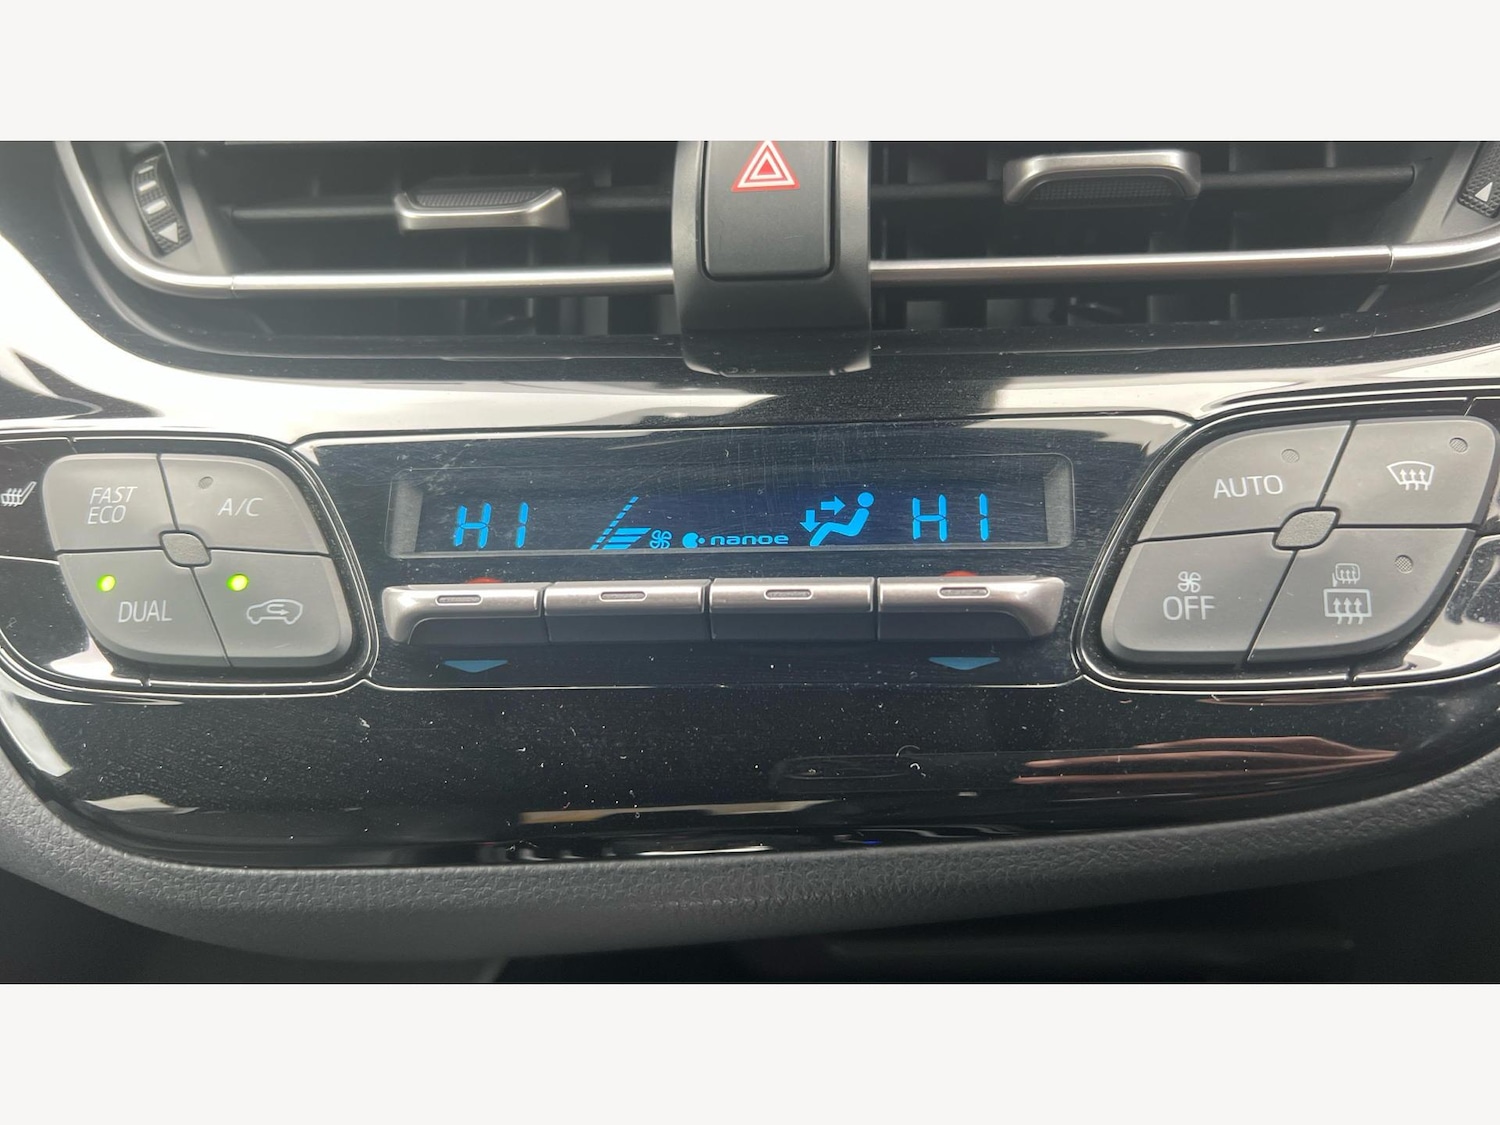 HI
nanoe
HI
FAST
ECO
A/C
DUAL
AUTO
OFF